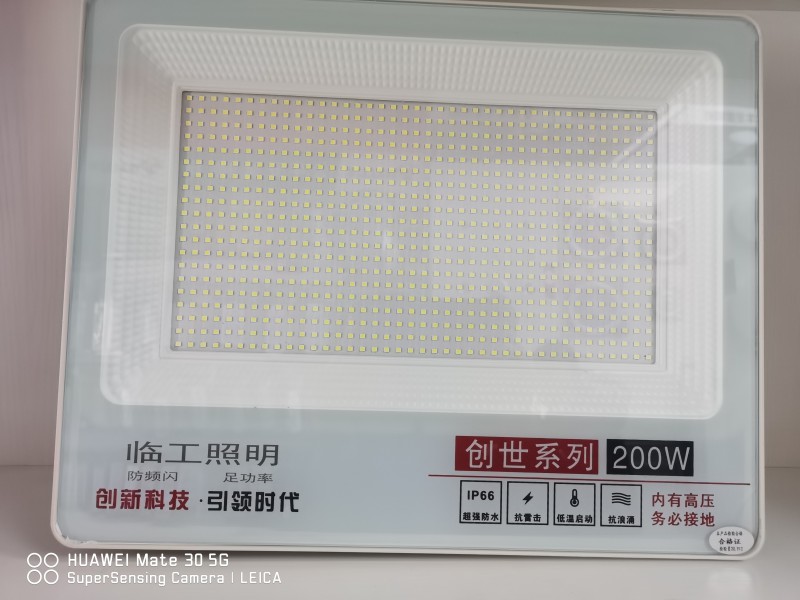 临工照明
防频闪 足功率
创新科技·引领时代
创世系列 200W
IP66
超强防水
抗雷击
低温启动
抗浪涌
内有高压
务必接地
合格证
HUAWEI Mate 30 5G
SuperSensing Camera | LEICA